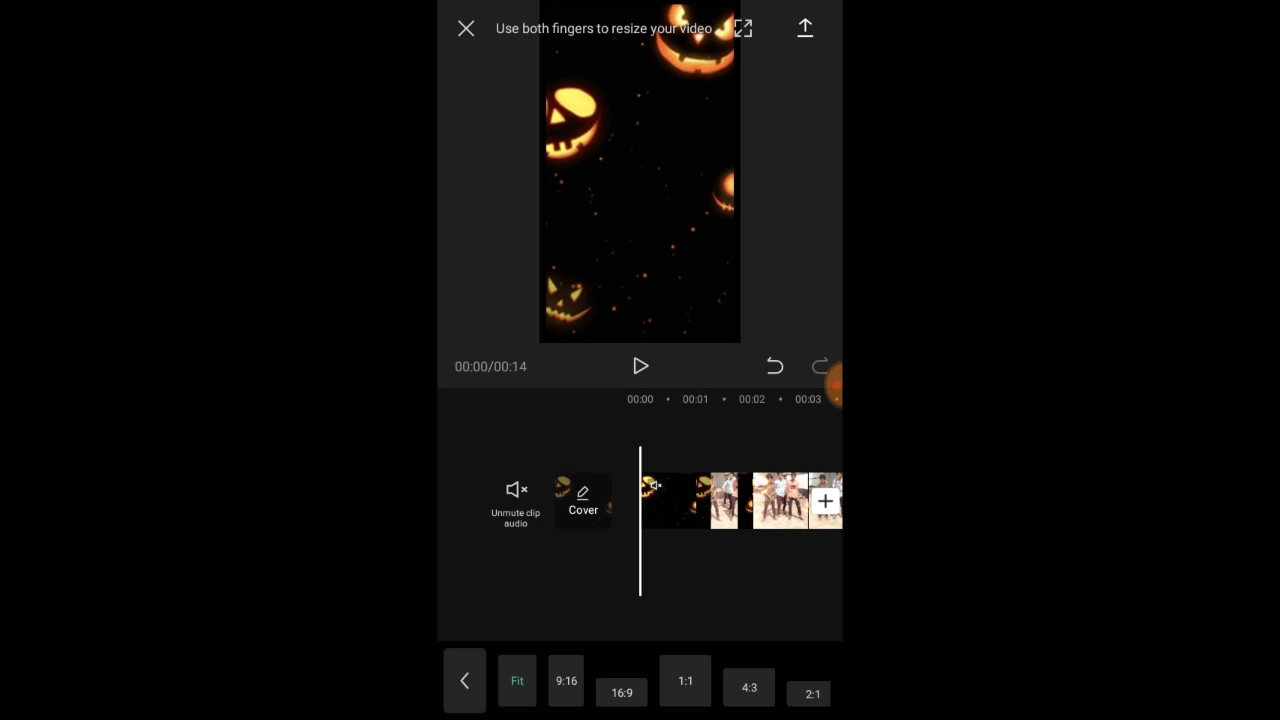 Use both fingers to resize your video
00:00/00:14
00:00 • 00:01 • 00:02 • 00:03 •
Unmute clip
audio
Cover
Fit
9:16
16:9
1:1
4:3
2:1